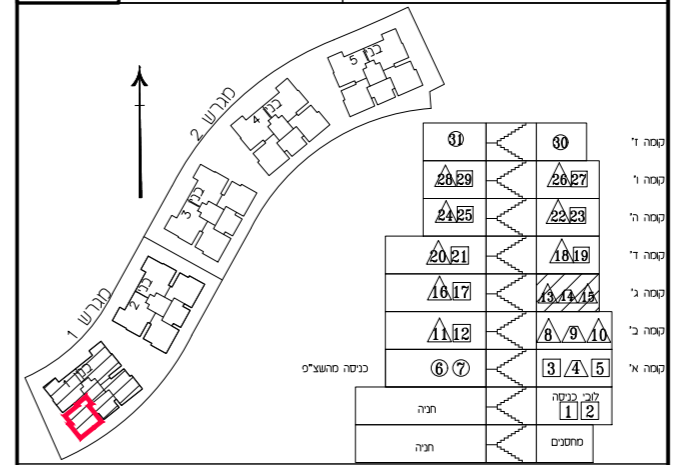 מגרש 2
בנין 5
בנין 4
בנין 3
מגרש 1
בנין 2
בנין 1
31 30 קומה ז'
28 29 26 27 קומה ו'
24 25 22 23 קומה ה'
20 21 18 19 קומה ד'
16 17 13 14 15 קומה ג'
11 12 8 9 10 קומה ב'
כניסה מהשצ"פ 6 7 3 4 5 קומה א'
לובי כניסה
חניה 1 2
חניה מחסנים